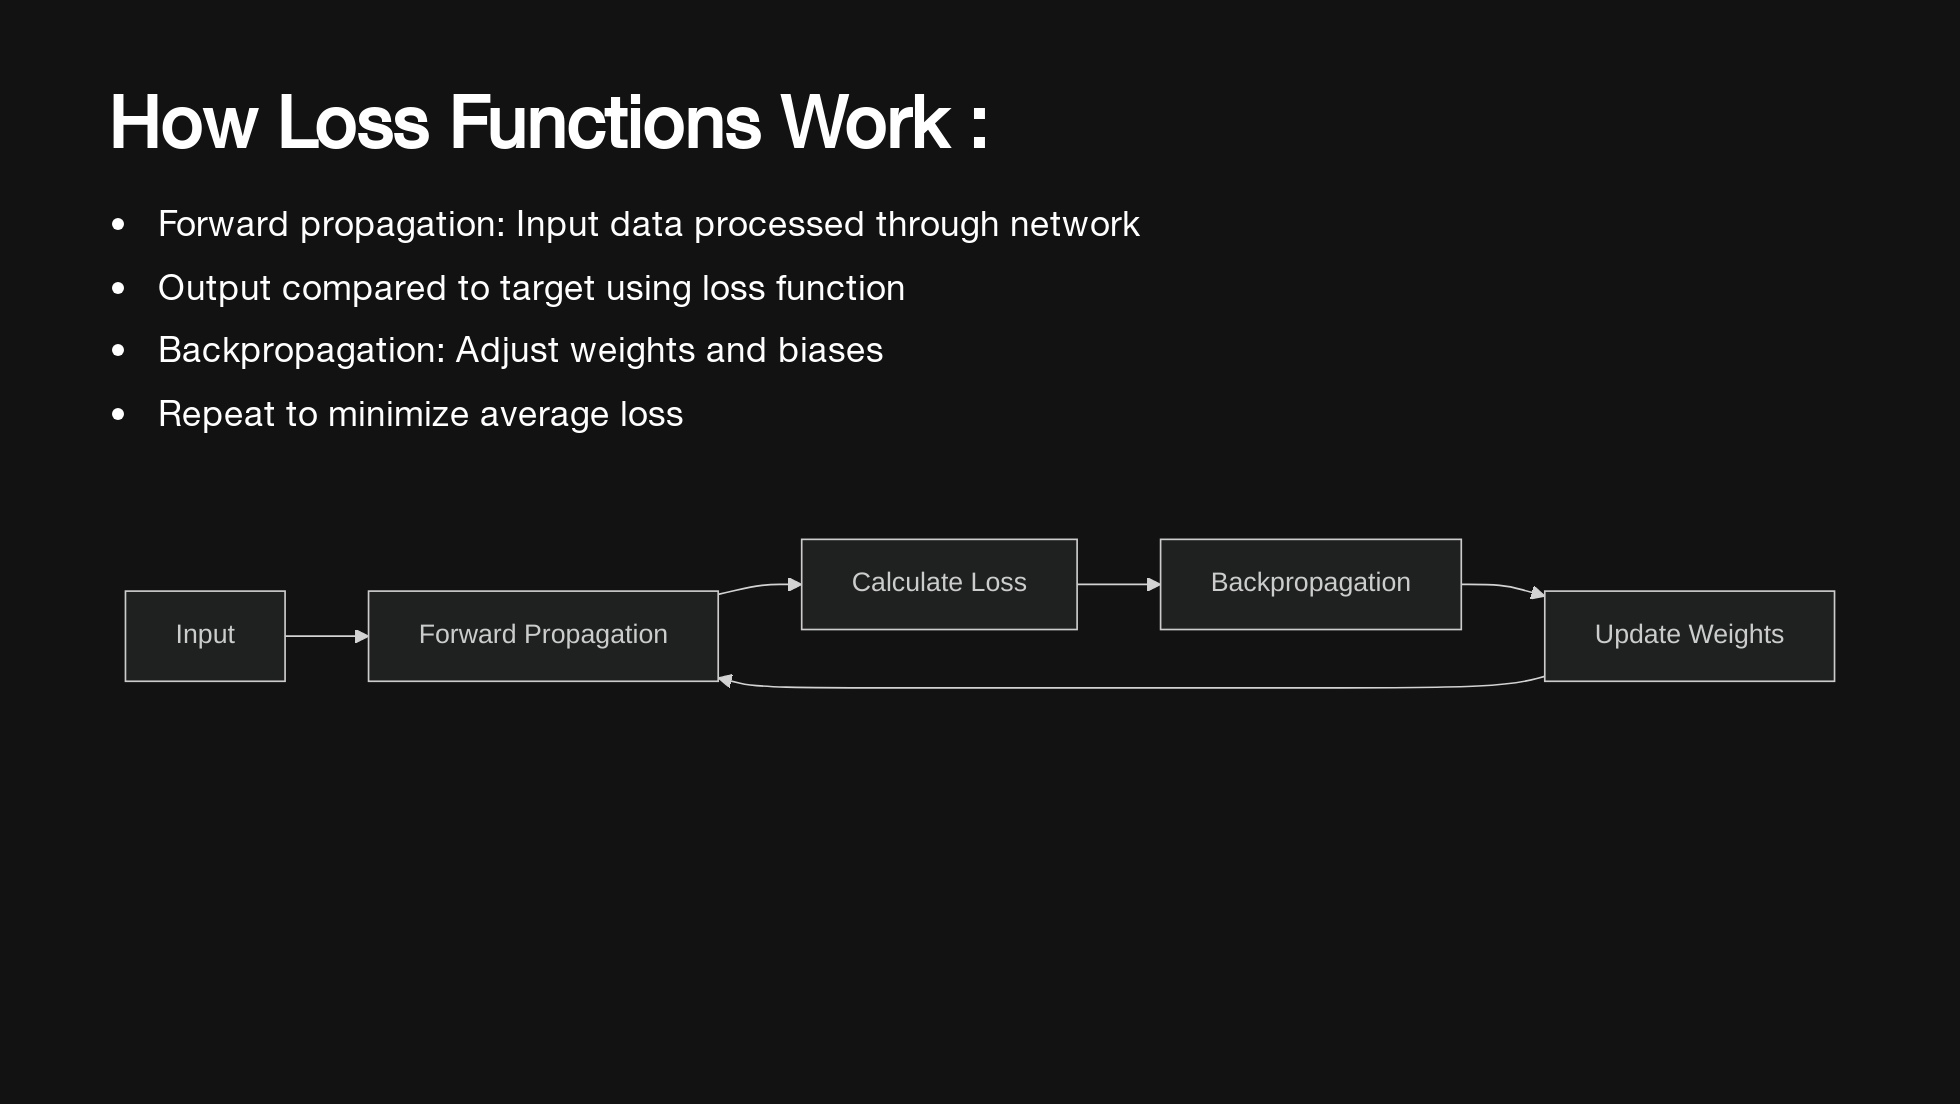 How Loss Functions Work :
• Forward propagation: Input data processed through network
• Output compared to target using loss function
• Backpropagation: Adjust weights and biases
• Repeat to minimize average loss
Input
Forward Propagation
Calculate Loss
Backpropagation
Update Weights